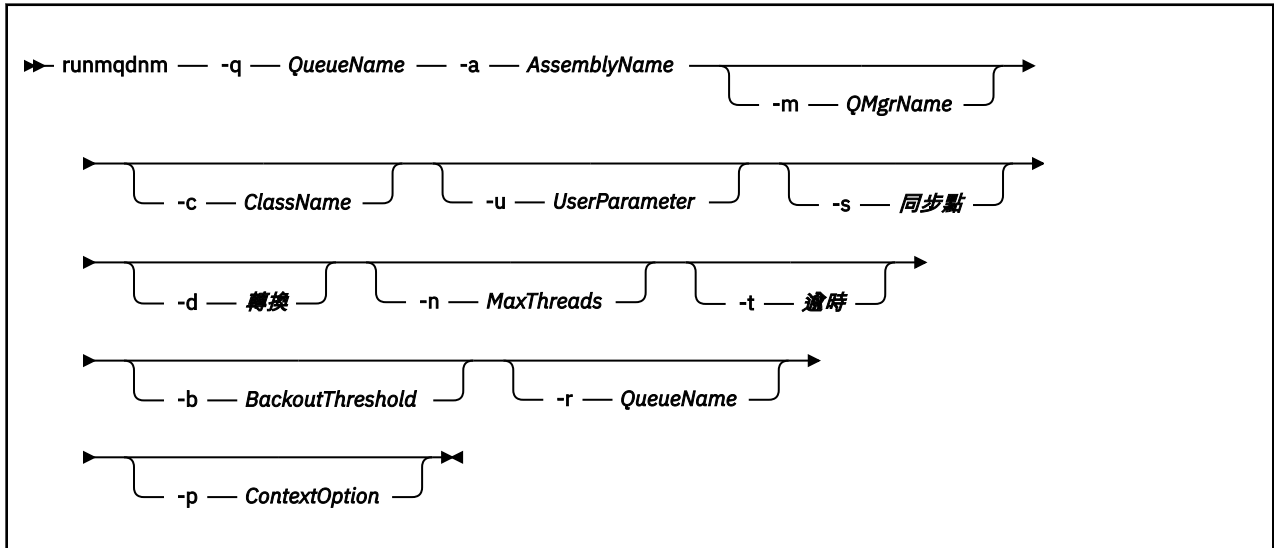 runmqdnm -q QueueName -a AssemblyName
-m QMgrName
-c ClassName -u UserParameter -s 同步點
-d 轉換 -n MaxThreads -t 逾時
-b BackoutThreshold -r QueueName
-p ContextOption